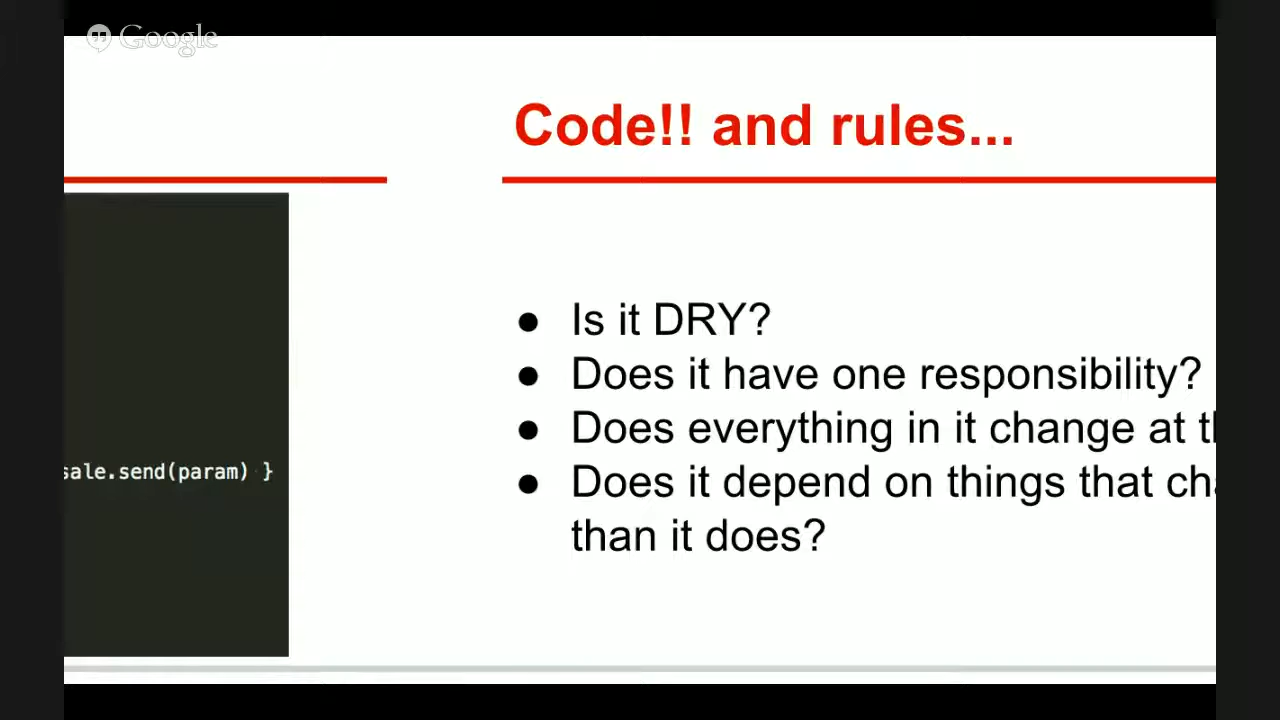 Google
Code!! and rules...
● Is it DRY?
● Does it have one responsibility?
● Does everything in it change at
● Does it depend on things that
than it does?
sale.send(param) }